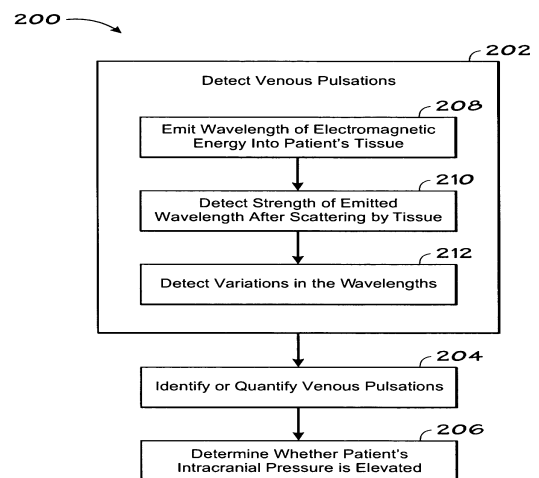 200
202
Detect Venous Pulsations
208
Emit Wavelength of Electromagnetic
Energy Into Patient's Tissue
210
Detect Strength of Emitted
Wavelength After Scattering by Tissue
212
Detect Variations in the Wavelengths
204
Identify or Quantify Venous Pulsations
206
Determine Whether Patient's
Intracranial Pressure is Elevated